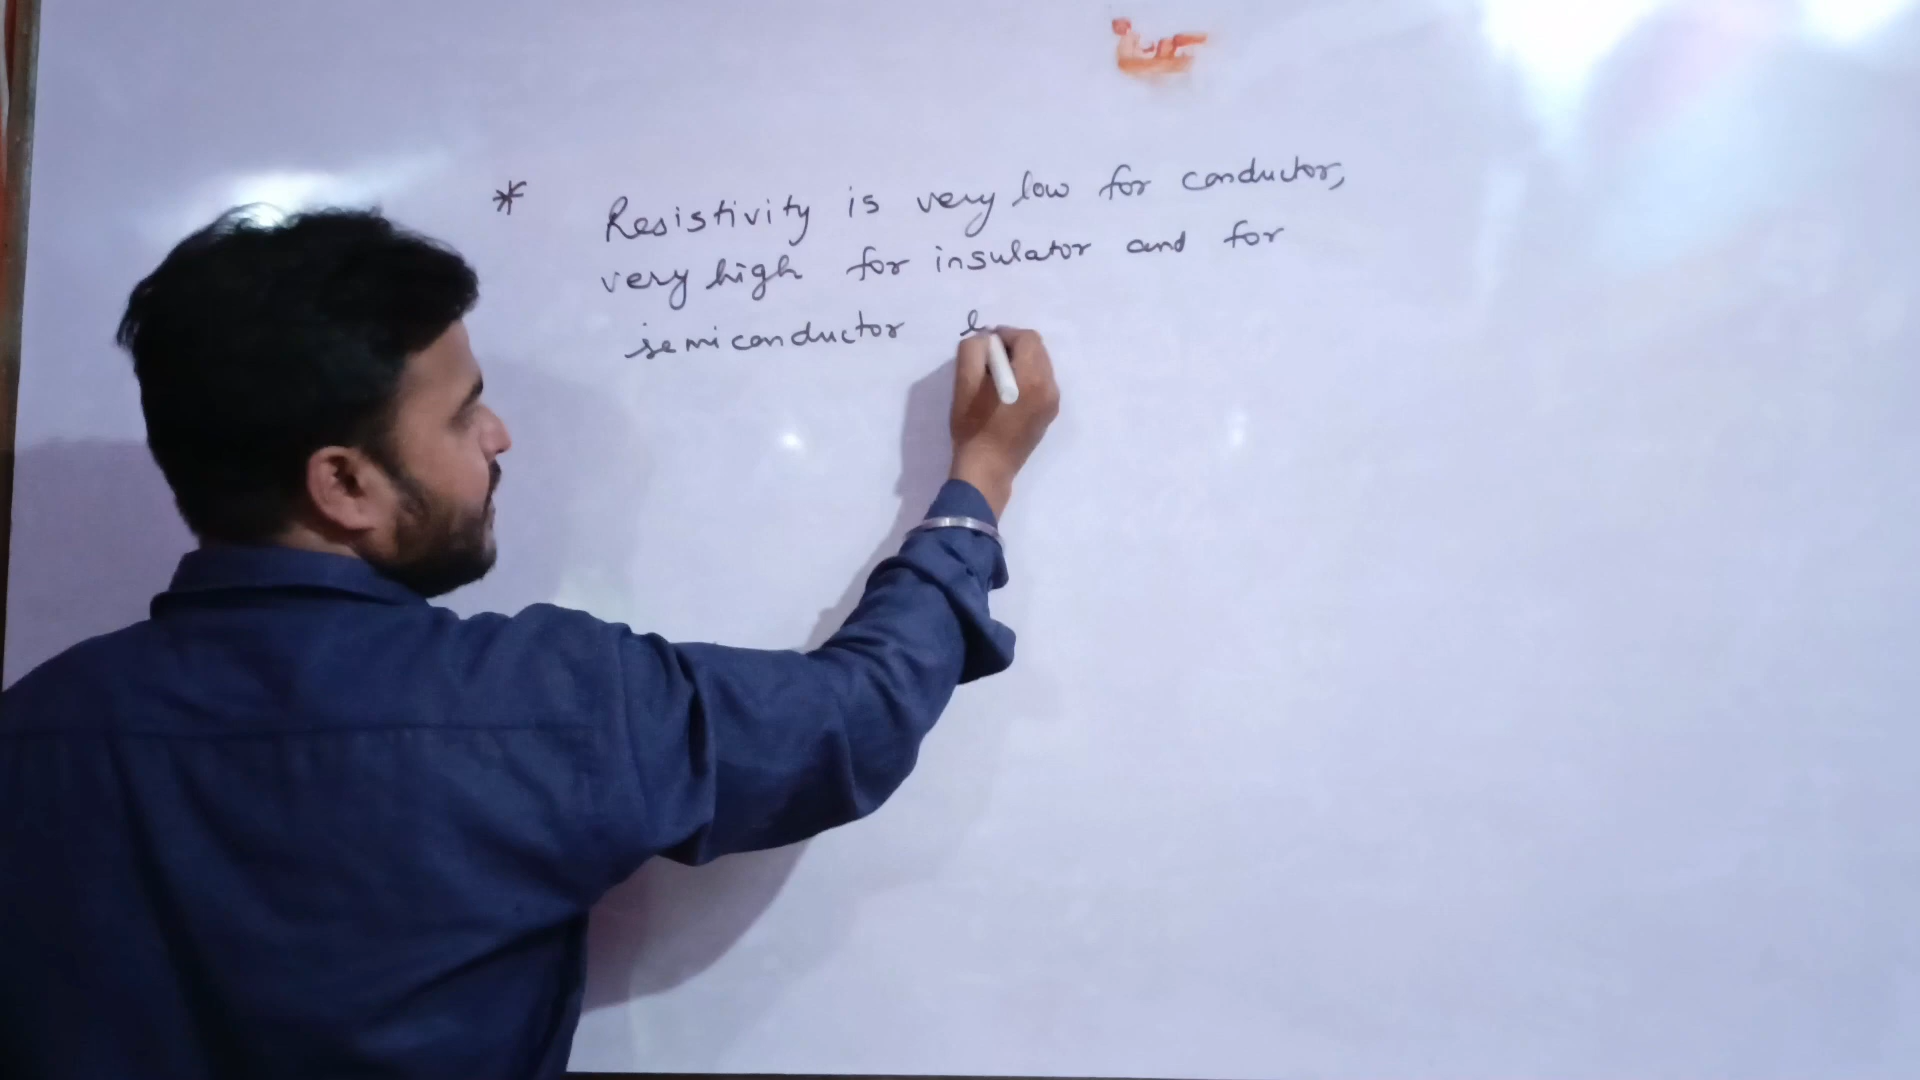 * Resistivity is very low for conductor,
very high for insulator and for
semiconductor